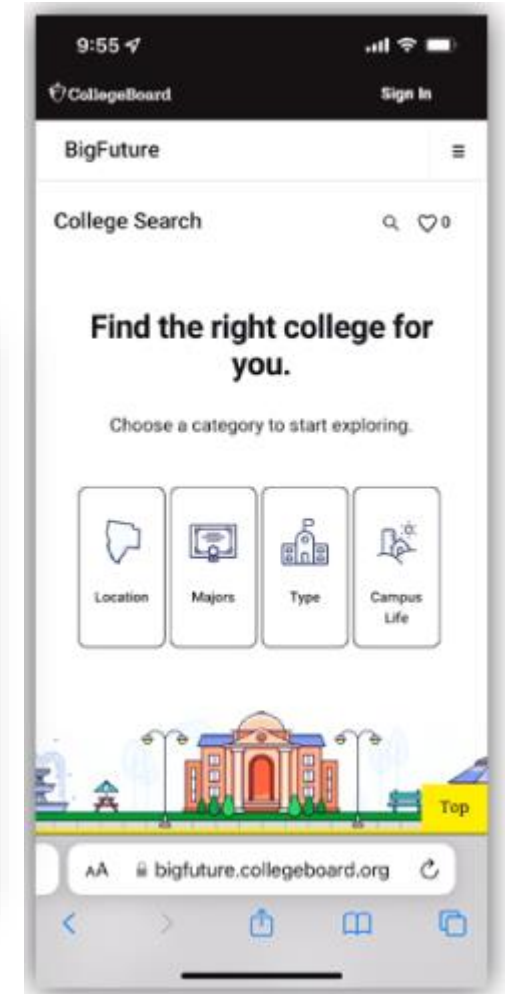 9:55
CollegeBoard
Sign In
BigFuture
College Search
0
Find the right college for
you.
Choose a category to start exploring.
Location
Majors
Type
Campus
Life
Top
AA bigfuture.collegeboard.org